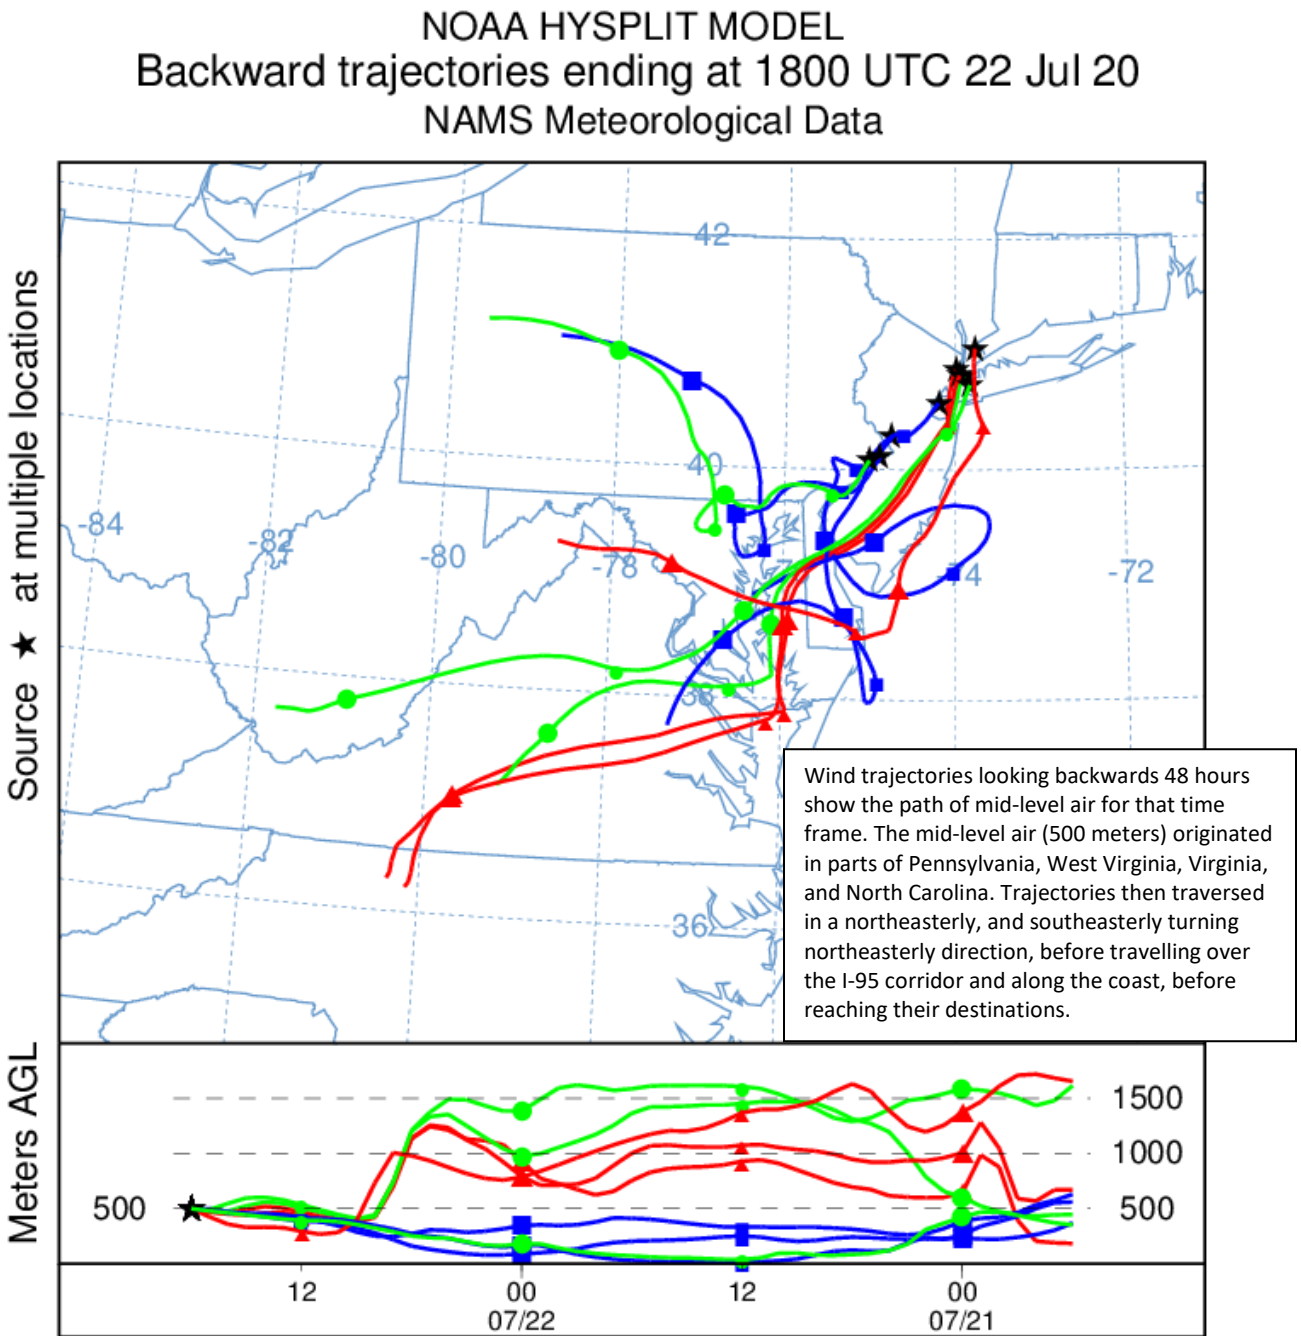 NOAA HYSPLIT MODEL
Backward trajectories ending at 1800 UTC 22 Jul 20
NAMS Meteorological Data
Source ★ at multiple locations
42
40
-84
-82
-80
-78
-74
-72
38
36
Wind trajectories looking backwards 48 hours
show the path of mid-level air for that time
frame. The mid-level air (500 meters) originated
in parts of Pennsylvania, West Virginia, Virginia,
and North Carolina. Trajectories then traversed
in a northeasterly, and southeasterly turning
northeasterly direction, before travelling over
the I-95 corridor and along the coast, before
reaching their destinations.
Meters AGL
500
1500
1000
500
12
00
12
00
07/22
07/21